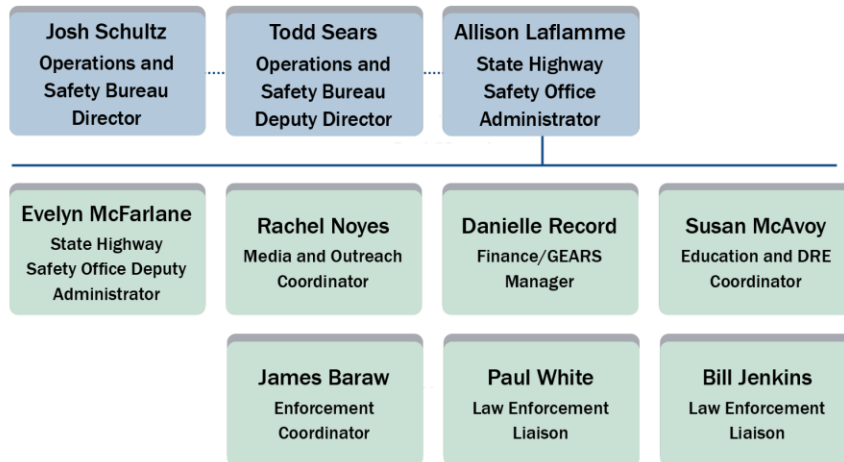 Josh Schultz
Operations and
Safety Bureau
Director
Todd Sears
Operations and
Safety Bureau
Deputy Director
Allison Laflamme
State Highway
Safety Office
Administrator
Evelyn McFarlane
State Highway
Safety Office Deputy
Administrator
Rachel Noyes
Media and Outreach
Coordinator
Danielle Record
Finance/GEARS
Manager
Susan McAvoy
Education and DRE
Coordinator
James Baraw
Enforcement
Coordinator
Paul White
Law Enforcement
Liaison
Bill Jenkins
Law Enforcement
Liaison